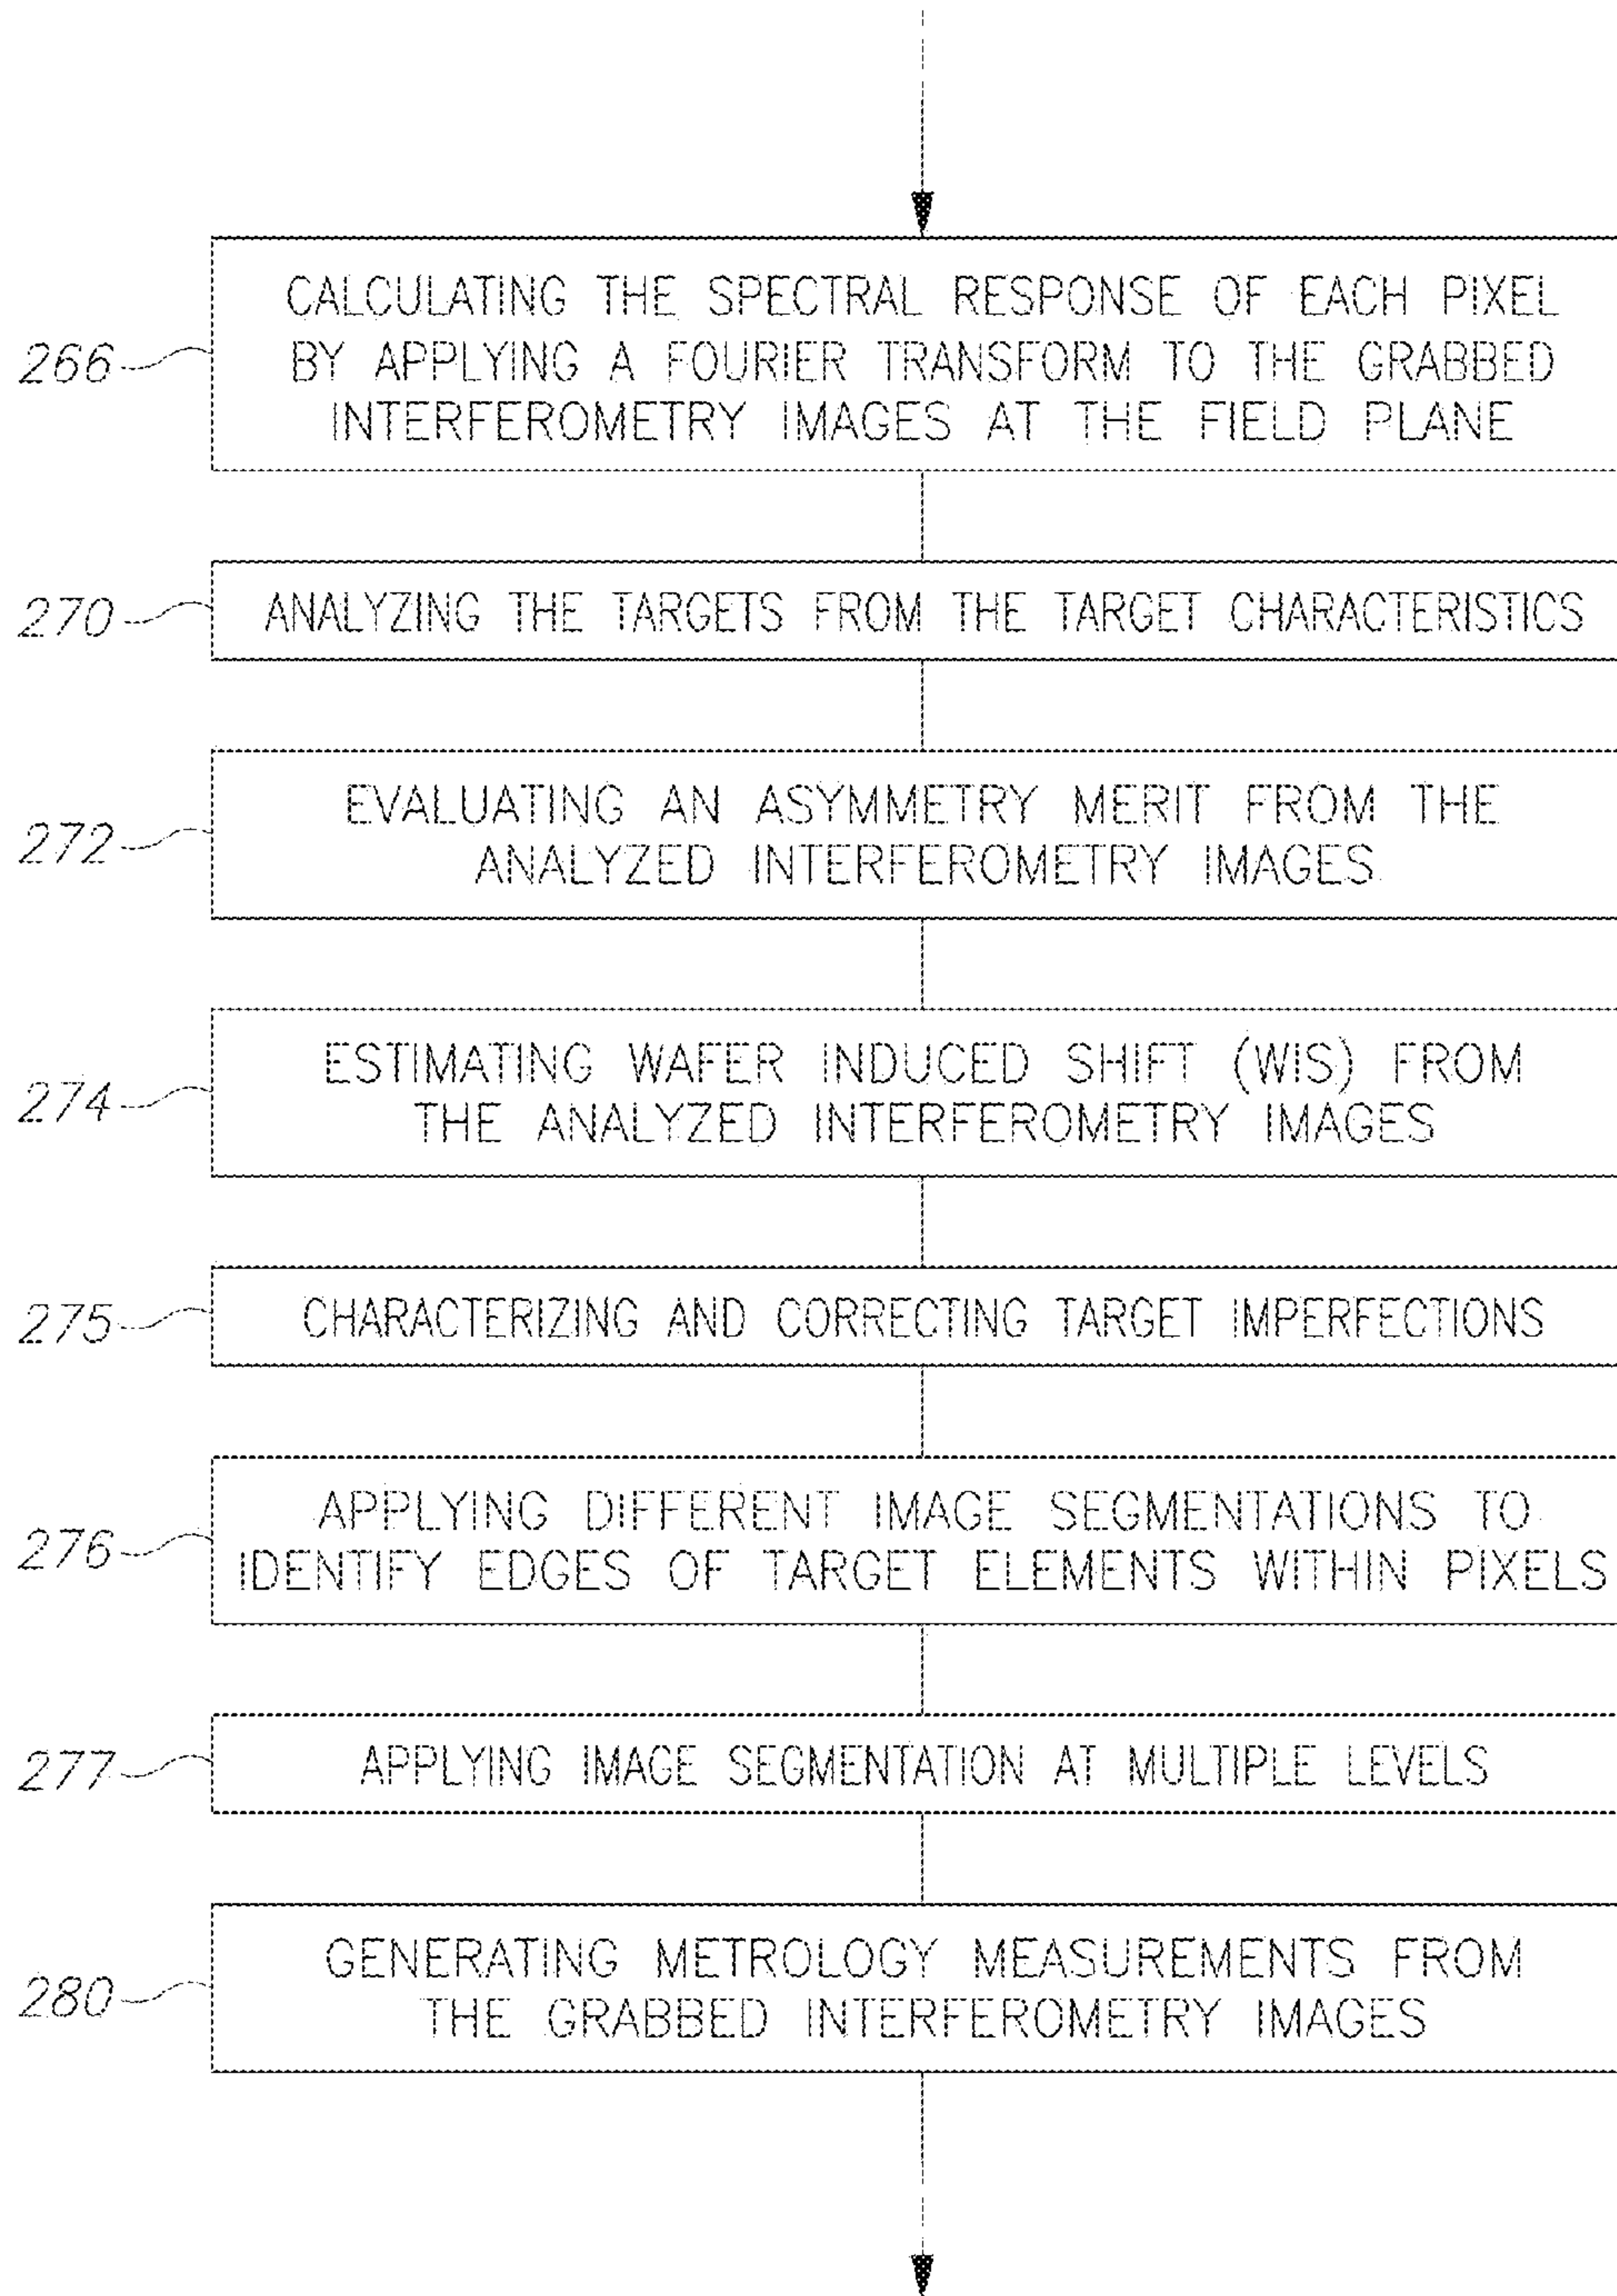 266
CALCULATING THE SPECTRAL RESPONSE OF EACH PIXEL
BY APPLYING A FOURIER TRANSFORM TO THE GRABBED
INTERFEROMETRY IMAGES AT THE FIELD PLANE
270
ANALYZING THE TARGETS FROM THE TARGET CHARACTERISTICS
272
EVALUATING AN ASYMMETRY MERIT FROM THE
ANALYZED INTERFEROMETRY IMAGES
274
ESTIMATING WAFER INDUCED SHIFT (WIS) FROM
THE ANALYZED INTERFEROMETRY IMAGES
275
CHARACTERIZING AND CORRECTING TARGET IMPERFECTIONS
276
APPLYING DIFFERENT IMAGE SEGMENTATIONS TO
IDENTIFY EDGES OF TARGET ELEMENTS WITHIN PIXELS
277
APPLYING IMAGE SEGMENTATION AT MULTIPLE LEVELS
280
GENERATING METROLOGY MEASUREMENTS FROM
THE GRABBED INTERFEROMETRY IMAGES